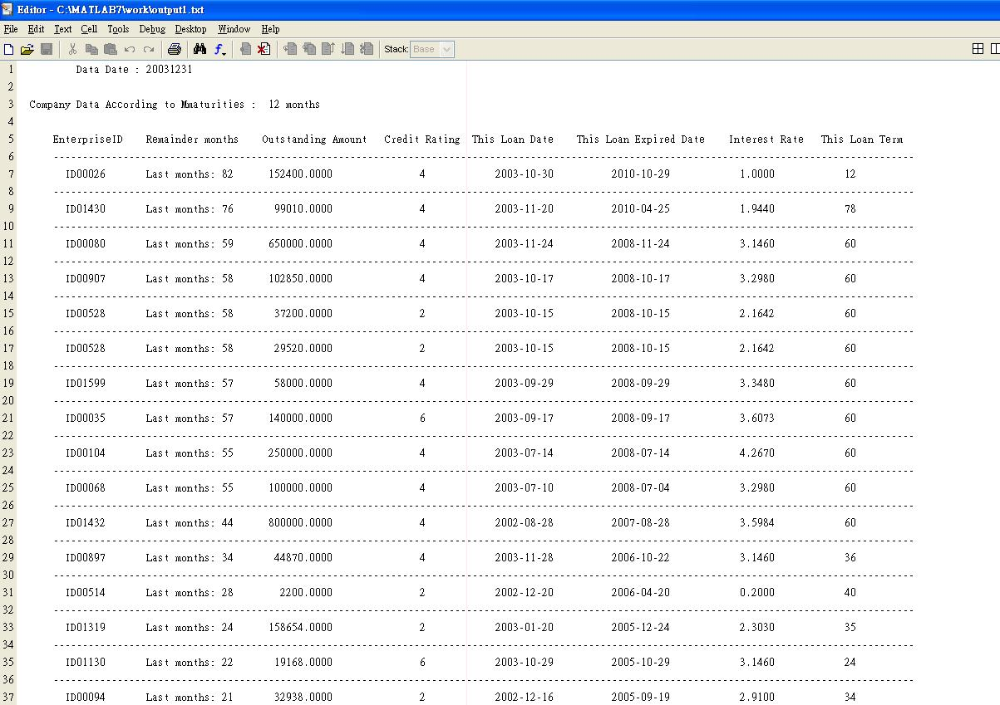 Editor - C:\MATLAB7\work\output1.txt
File Edit Text Cell Tools Debug Desktop Window Help
Stack: Base
1 Data Date : 20031231
2
3 Company Data According to Mmaturities : 12 months
4
5 EnterpriseID Remainder months Outstanding Amount Credit Rating This Loan Date This Loan Expired Date Interest Rate This Loan Term
6 ----------------------------------------------------------------
7 ID00026 Last months: 82 152400.0000 4 2003-10-30 2010-10-29 1.0000 12
8 ----------------------------------------------------------------
9 ID01430 Last months: 76 99010.0000 4 2003-11-20 2010-04-25 1.9440 78
10 ----------------------------------------------------------------
11 ID00080 Last months: 59 650000.0000 4 2003-11-24 2008-11-24 3.1460 60
12 ----------------------------------------------------------------
13 ID00907 Last months: 58 102850.0000 4 2003-10-17 2008-10-17 3.2980 60
14 ----------------------------------------------------------------
15 ID00528 Last months: 58 37200.0000 2 2003-10-15 2008-10-15 2.1642 60
16 ----------------------------------------------------------------
17 ID00528 Last months: 58 29520.0000 2 2003-10-15 2008-10-15 2.1642 60
18 ----------------------------------------------------------------
19 ID01599 Last months: 57 58000.0000 4 2003-09-29 2008-09-29 3.3480 60
20 ----------------------------------------------------------------
21 ID00035 Last months: 57 140000.0000 6 2003-09-17 2008-09-17 3.6073 60
22 ----------------------------------------------------------------
23 ID00104 Last months: 55 250000.0000 4 2003-07-14 2008-07-14 4.2670 60
24 ----------------------------------------------------------------
25 ID00068 Last months: 55 100000.0000 4 2003-07-10 2008-07-04 3.2980 60
26 ----------------------------------------------------------------
27 ID01432 Last months: 44 800000.0000 4 2002-08-28 2007-08-28 3.5984 60
28 ----------------------------------------------------------------
29 ID00897 Last months: 34 44870.0000 4 2003-11-28 2006-10-22 3.1460 36
30 ----------------------------------------------------------------
31 ID00514 Last months: 28 2200.0000 2 2002-12-20 2006-04-20 0.2000 40
32 ----------------------------------------------------------------
33 ID01319 Last months: 24 158654.0000 2 2003-01-20 2005-12-24 2.3030 35
34 ----------------------------------------------------------------
35 ID01130 Last months: 22 19168.0000 6 2003-10-29 2005-10-29 3.1460 24
36 ----------------------------------------------------------------
37 ID00094 Last months: 21 32938.0000 2 2002-12-16 2005-09-19 2.9100 34